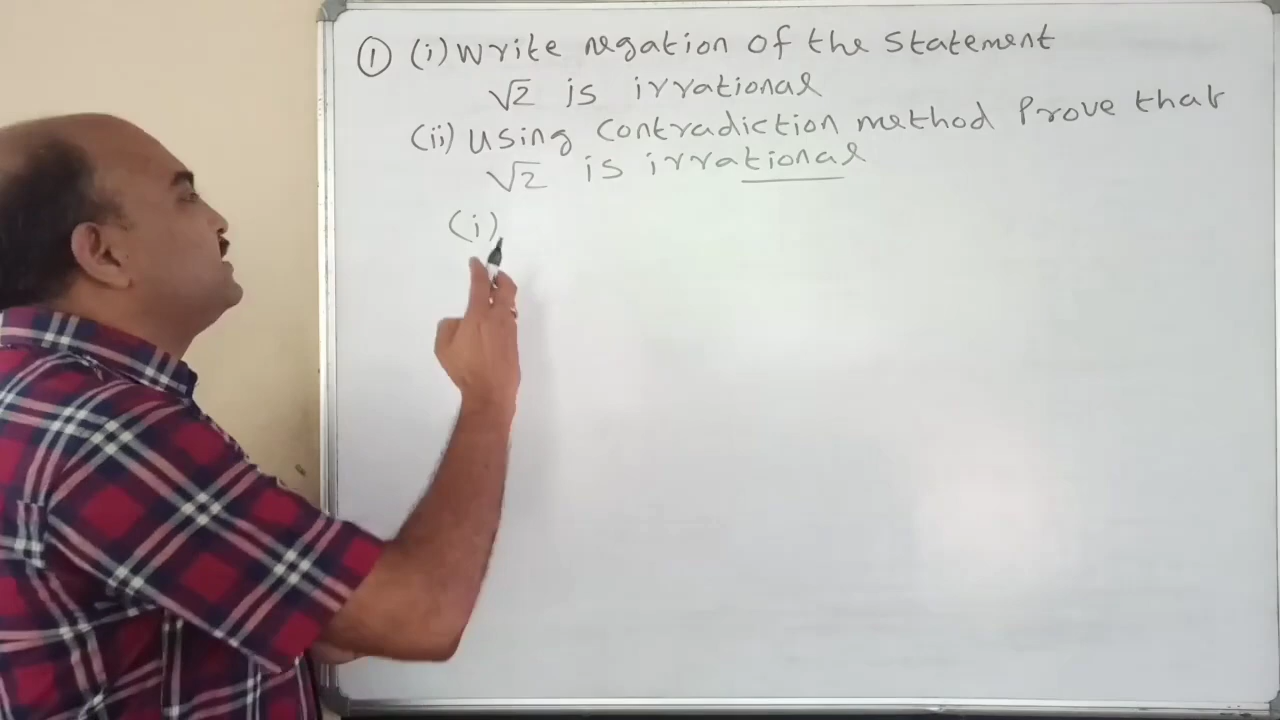 ① (i) Write negation of the statement
√2 is irrational
(ii) Using Contradiction method Prove that
√2 is irrational
(i)